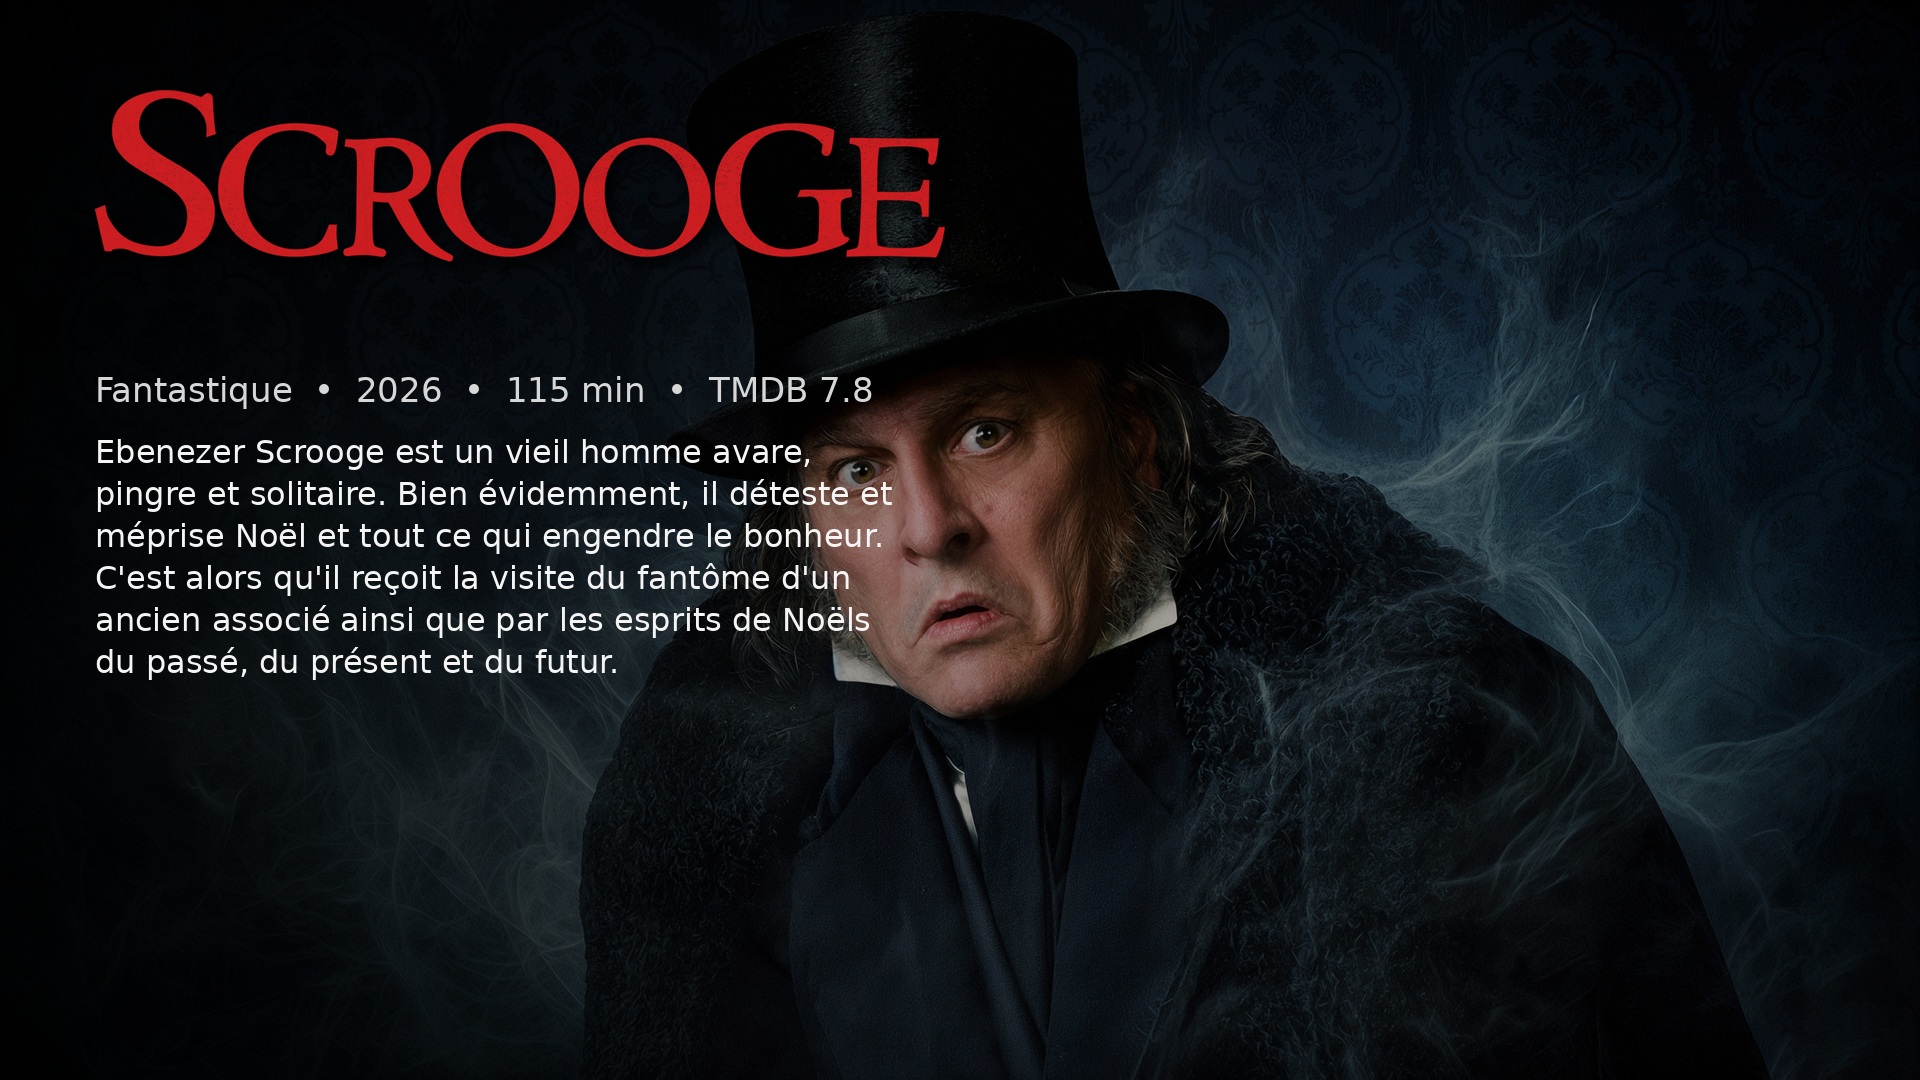 SCROOGE
Fantastique • 2026 • 115 min • TMDB 7.8
Ebenezer Scrooge est un vieil homme avare,
pingre et solitaire. Bien évidemment, il déteste et
méprise Noël et tout ce qui engendre le bonheur.
C'est alors qu'il reçoit la visite du fantôme d'un
ancien associé ainsi que par les esprits de Noëls
du passé, du présent et du futur.